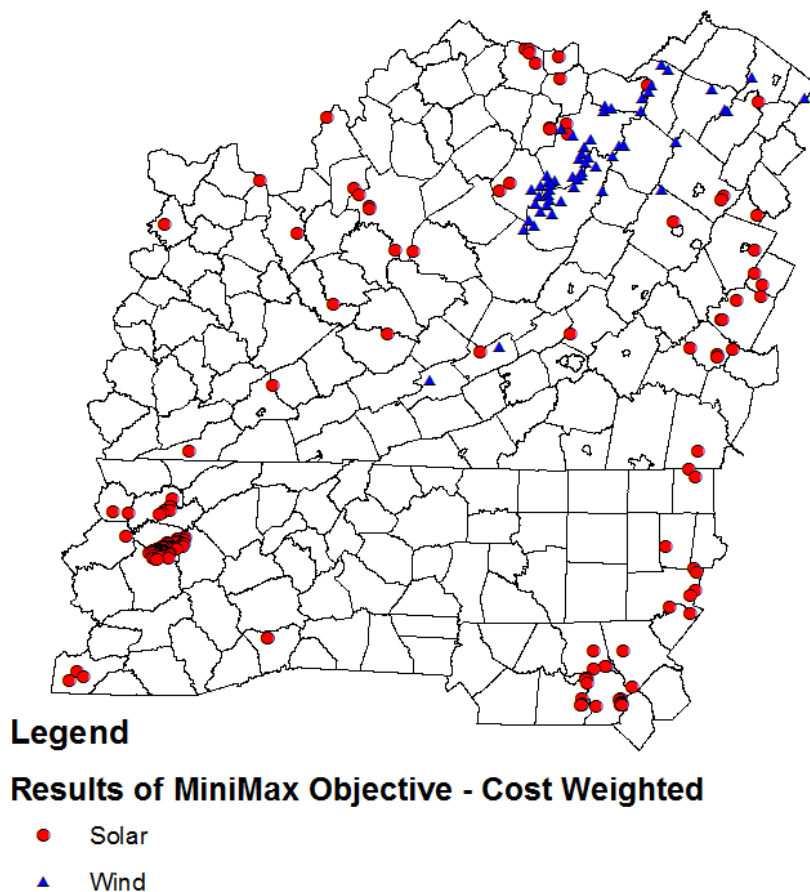 Legend
Results of MiniMax Objective - Cost Weighted
Solar
Wind